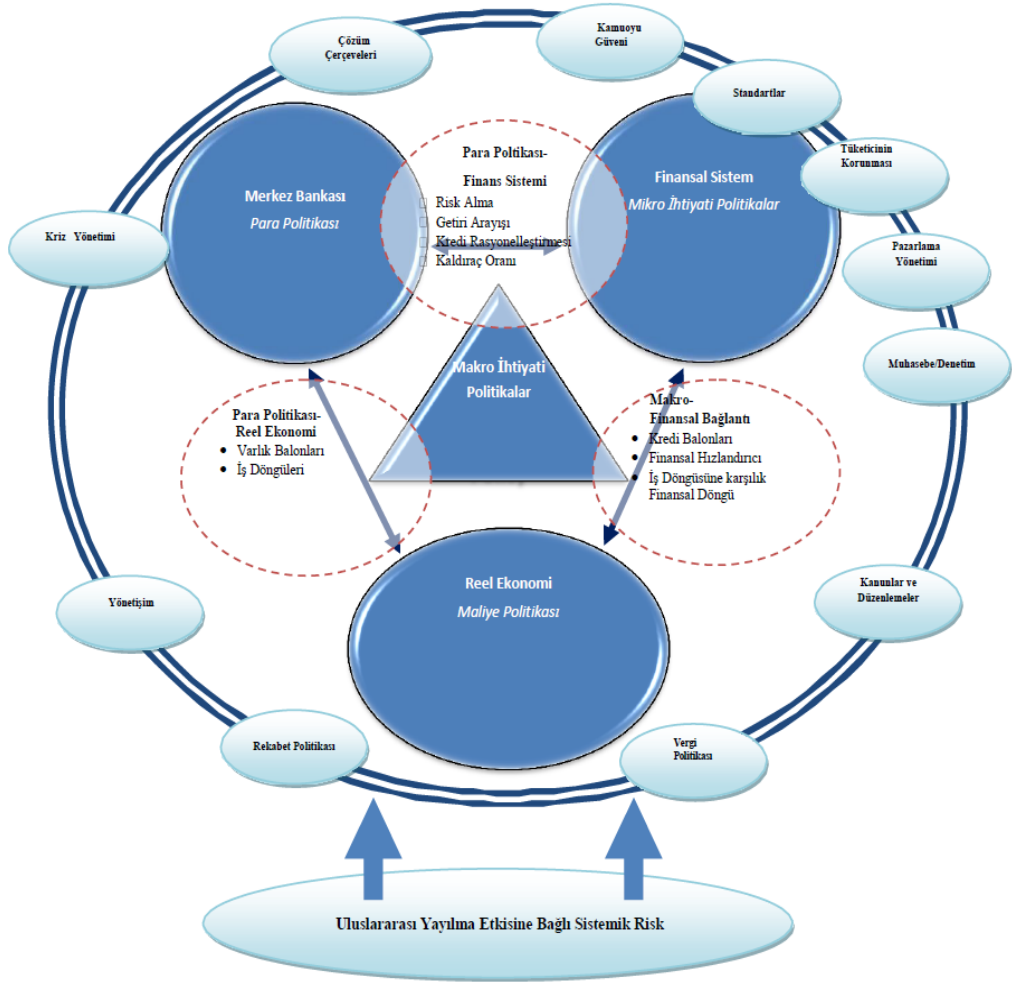 Çözüm
Çerçeveleri
Kamuoyu
Güveni
Standartlar
Tüketicinin
Korunması
Pazarlama
Yönetimi
Muhasebe/Denetim
Kanunlar ve
Düzenlemeler
Vergi
Politikası
Rekabet Politikası
Yönetişim
Kriz Yönetimi
Merkez Bankası
Para Politikası
Para Poltikası-
Finans Sistemi
Risk Alma
Getiri Arayışı
Kredi Rasyonelleştirmesi
Kaldıraç Oranı
Finansal Sistem
Mikro İhtiyati Politikalar
Makro İhtiyati
Politikalar
Para Politikası-
Reel Ekonomi
• Varlık Balonları
• İş Döngüleri
Makro-
Finansal Bağlantı
• Kredi Balonları
• Finansal Hızlandırıcı
• İş Döngüsüne karşılık
Finansal Döngü
Reel Ekonomi
Maliye Politikası
Uluslararası Yayılma Etkisine Bağlı Sistemik Risk